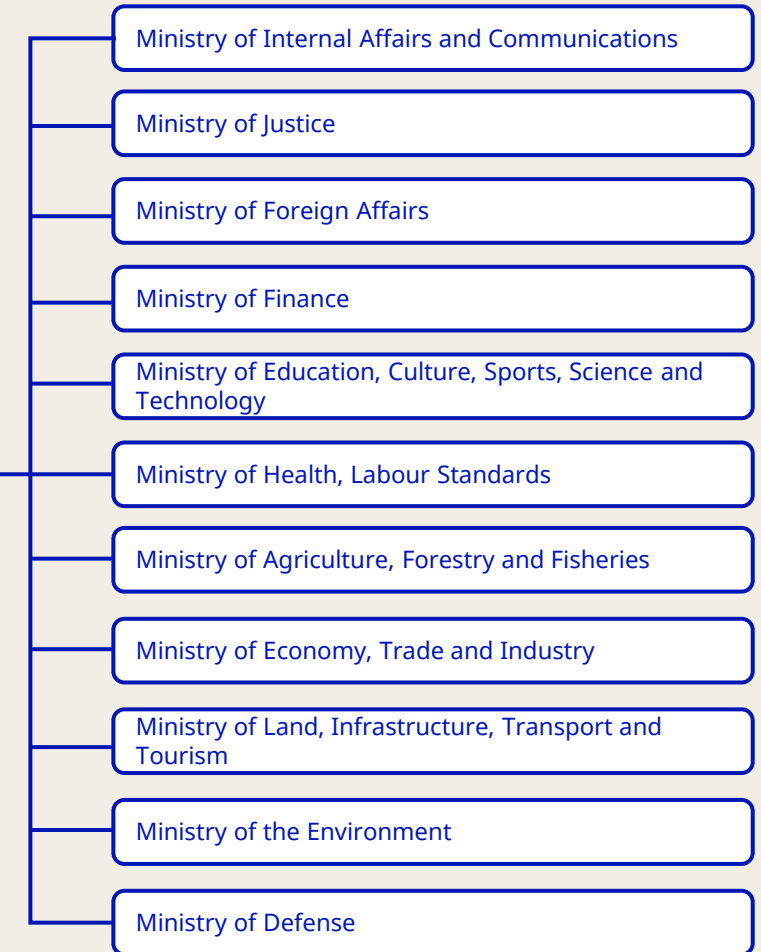 Ministry of Internal Affairs and Communications
Ministry of Justice
Ministry of Foreign Affairs
Ministry of Finance
Ministry of Education, Culture, Sports, Science and
Technology
Ministry of Health, Labour Standards
Ministry of Agriculture, Forestry and Fisheries
Ministry of Economy, Trade and Industry
Ministry of Land, Infrastructure, Transport and
Tourism
Ministry of the Environment
Ministry of Defense